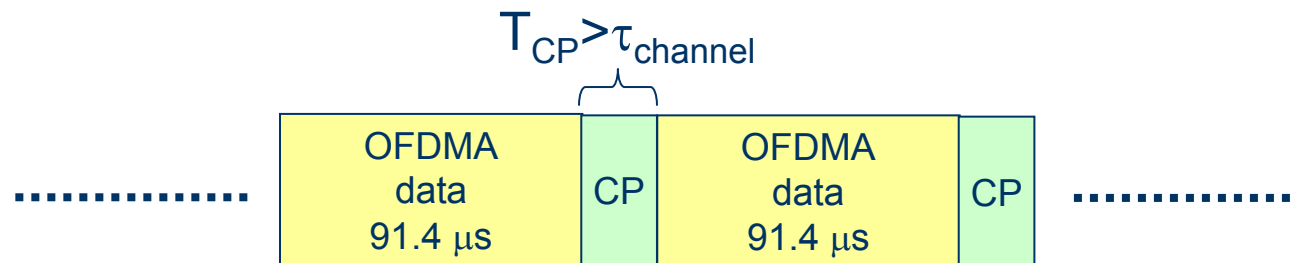 T_CP>τ_channel
OFDMA
data
91.4 μs
CP
OFDMA
data
91.4 μs
CP